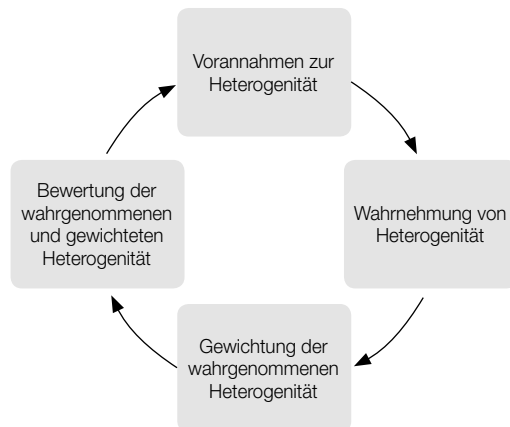 Vorannahmen zur
Heterogenität
Wahrnehmung von
Heterogenität
Gewichtung der
wahrgenommenen
Heterogenität
Bewertung der
wahrgenommenen
und gewichteten
Heterogenität